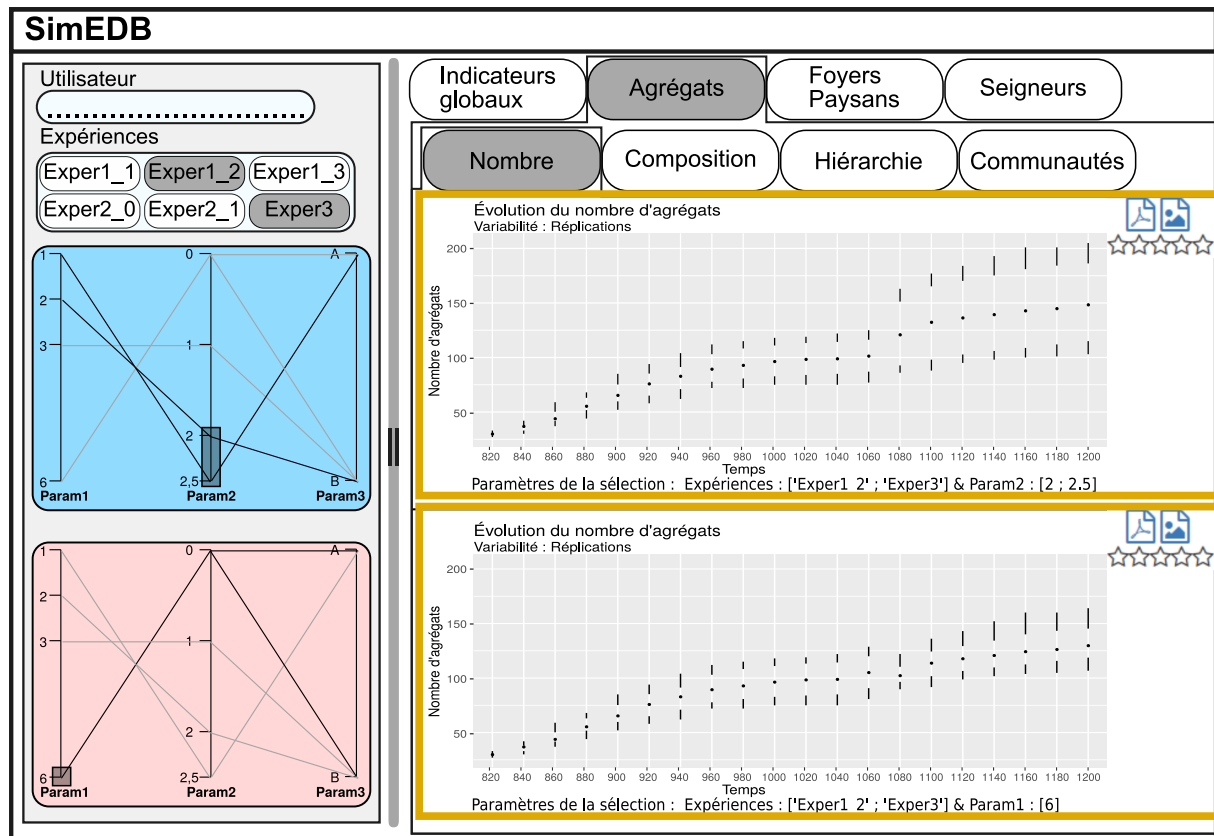 SimEDB
Utilisateur
Expériences
Exper1_1 Exper1_2 Exper1_3
Exper2_0 Exper2_1 Exper3
1 0 A
2
3 1
2
6 2,5 B
Param1 Param2 Param3
1 0 A
2
3 1
2
6 2,5 B
Param1 Param2 Param3
Indicateurs
globaux
Agrégats
Foyers
Paysans
Seigneurs
Nombre Composition Hiérarchie Communautés
Évolution du nombre d'agrégats
Variabilité : Réplications
Nombre d'agrégats
200
150
100
50
820 840 860 880 900 920 940 960 980 1000 1020 1040 1060 1080 1100 1120 1140 1160 1180 1200
Temps
Paramètres de la sélection : Expériences : ['Exper1_2' ; 'Exper3'] & Param2 : [2 ; 2.5]
Évolution du nombre d'agrégats
Variabilité : Réplications
Nombre d'agrégats
200
150
100
50
820 840 860 880 900 920 940 960 980 1000 1020 1040 1060 1080 1100 1120 1140 1160 1180 1200
Temps
Paramètres de la sélection : Expériences : ['Exper1_2' ; 'Exper3'] & Param1 : [6]